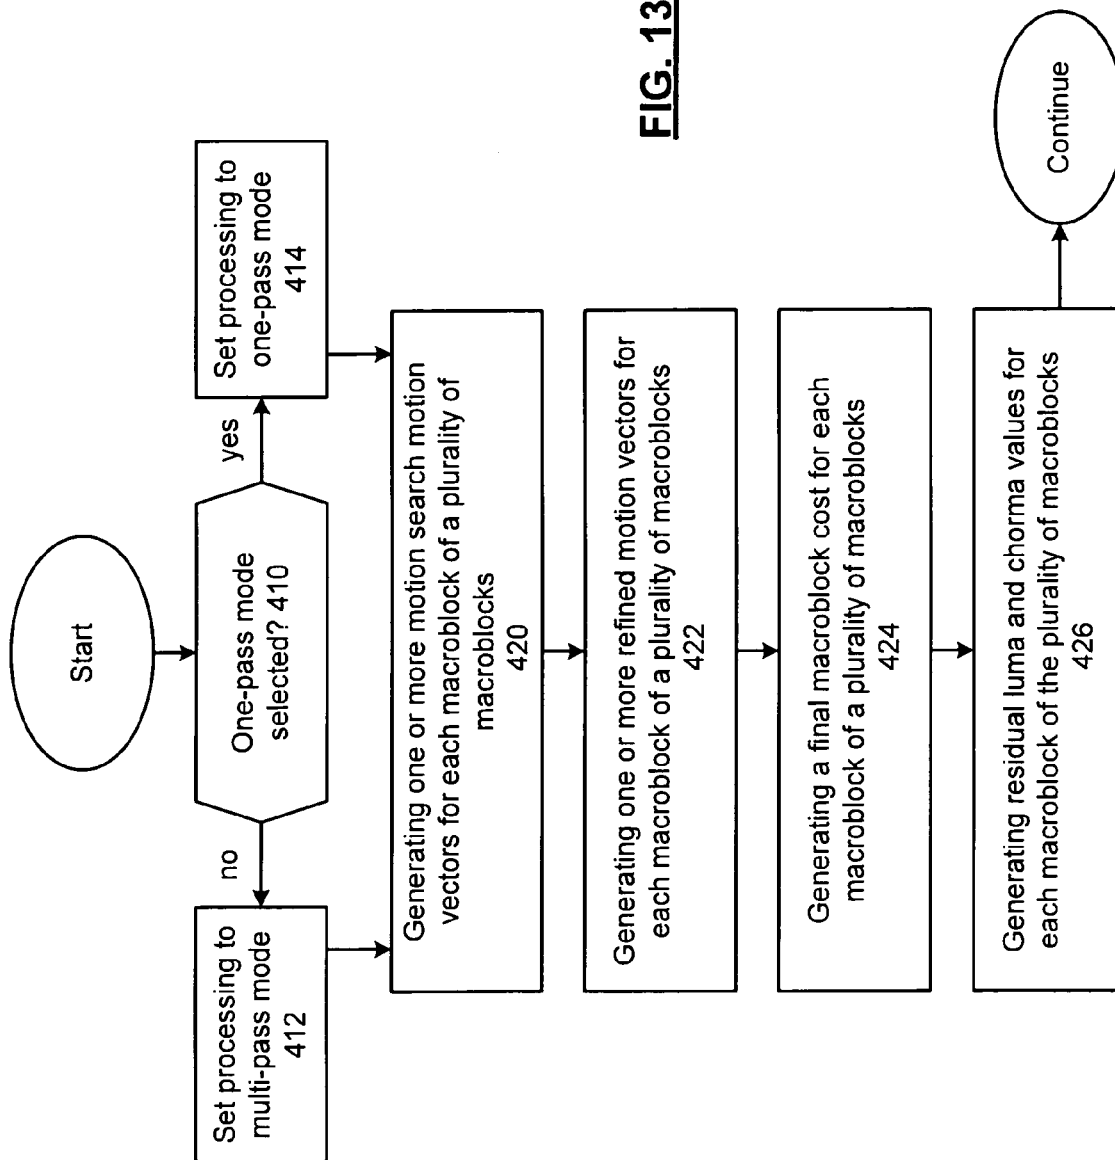 Start
One-pass mode
selected? 410
no
yes
Set processing to
multi-pass mode
412
Set processing to
one-pass mode
414
Generating one or more motion search motion
vectors for each macroblock of a plurality of
macroblocks
420
Generating one or more refined motion vectors for
each macroblock of a plurality of macroblocks
422
Generating a final macroblock cost for each
macroblock of a plurality of macroblocks
424
Generating residual luma and chorma values for
each macroblock of the plurality of macroblocks
426
Continue
FIG. 13